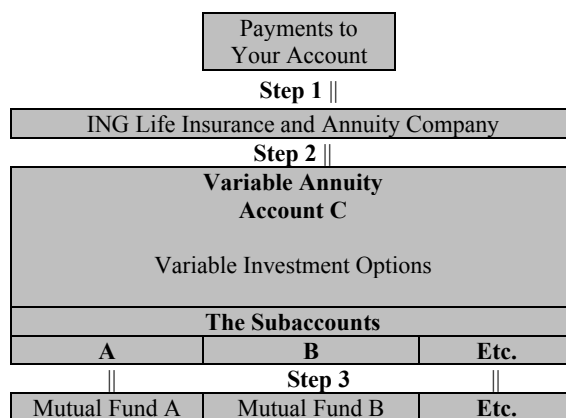 Payments to
Your Account
Step 1 ||
ING Life Insurance and Annuity Company
Step 2 ||
Variable Annuity
Account C
Variable Investment Options
The Subaccounts
A B Etc.
|| Step 3 ||
Mutual Fund A Mutual Fund B Etc.